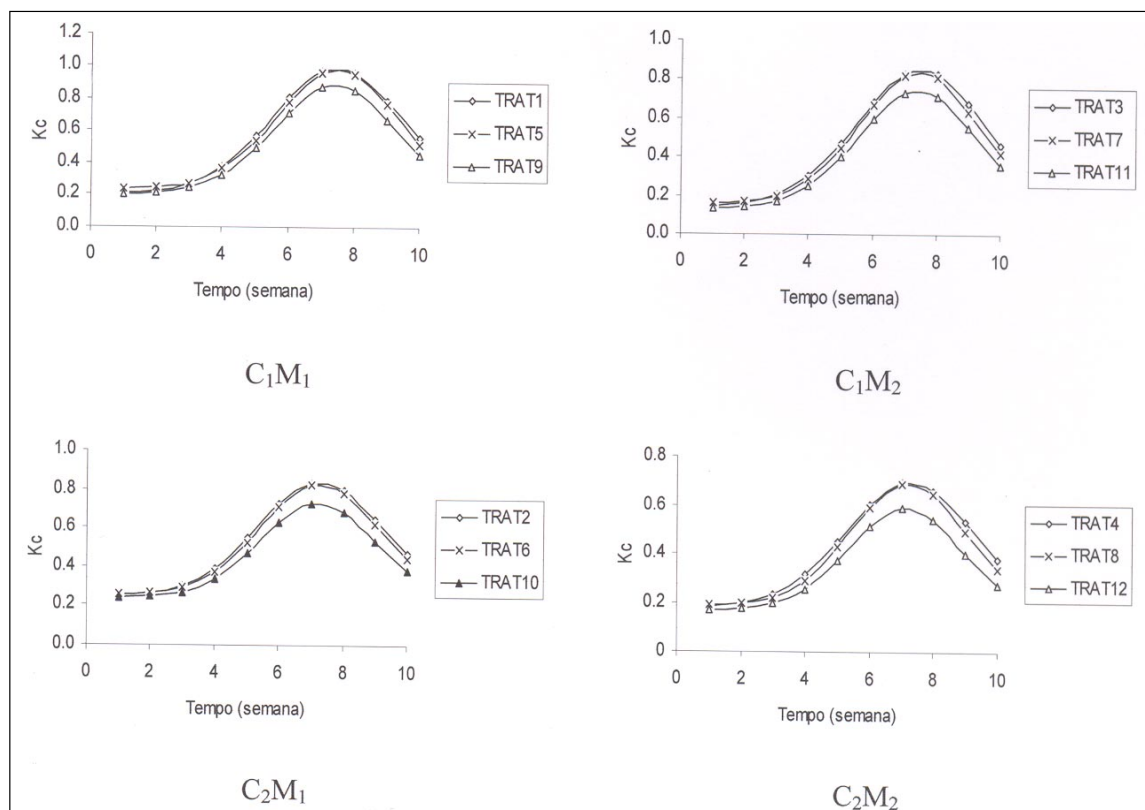 1.2
1.0
0.8
0.6
0.4
0.2
0.0
Kc
0 2 4 6 8 10
Tempo (semana)
TRAT1
TRAT5
TRAT9
C₁M₁
1.0
0.8
0.6
0.4
0.2
0.0
Kc
0 2 4 6 8 10
Tempo (semana)
TRAT3
TRAT7
TRAT11
C₁M₂
1.0
0.8
0.6
0.4
0.2
0.0
Kc
0 2 4 6 8 10
Tempo (semana)
TRAT2
TRAT6
TRAT10
C₂M₁
0.8
0.6
0.4
0.2
0
Kc
0 2 4 6 8 10
Tempo (semana)
TRAT4
TRAT8
TRAT12
C₂M₂